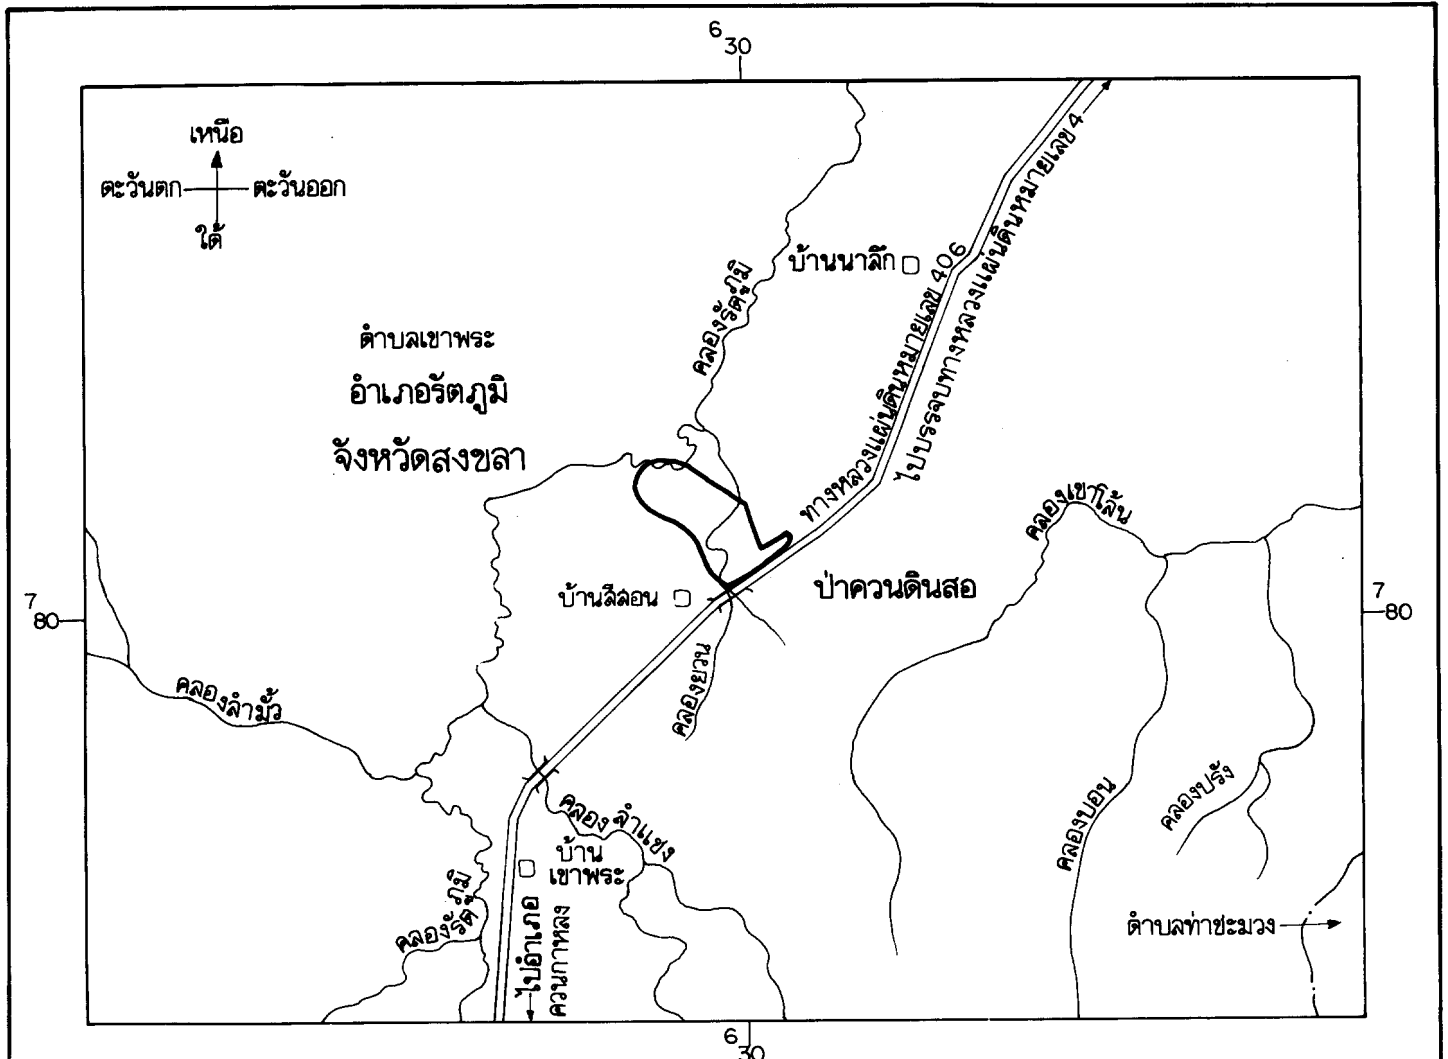 6
30
เหนือ
ตะวันตก
ตะวันออก
ใต้
บ้านนาลึก
คลองรัตภูมิ
ทางหลวงแผ่นดินหมายเลข 406
ไปบรรจบทางหลวงแผ่นดินหมายเลข 4
ตำบลเขาพระ
อำเภอรัตภูมิ
จังหวัดสงขลา
คลองเขาโล้น
ป่าควนดินสอ
บ้านลีลอน
7
80
7
80
คลองยวน
คลองลำมั้ว
คลองลำแชง
คลองบอน
คลองปรัง
บ้าน
เขาพระ
คลองรัตภูมิ
ไปอำเภอ
ควนกาหลง
ตำบลท่าชะมวง
6
30